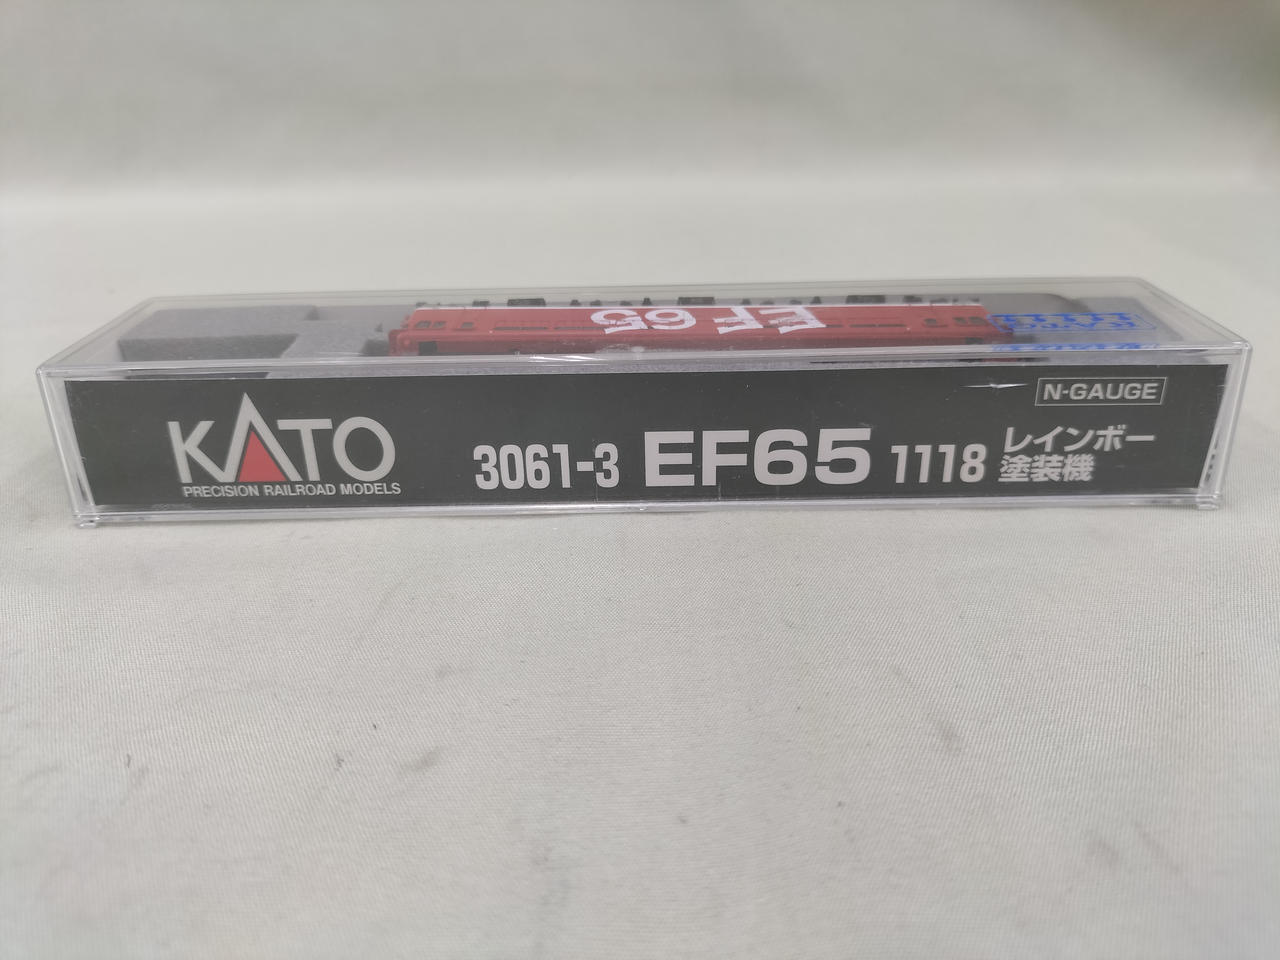 EF65
KATO
PRECISION RAILROAD MODELS
3061-3 EF65 1118 レインボー
塗装機
N-GAUGE